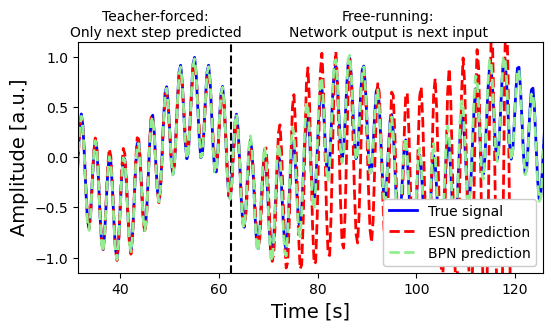 Teacher-forced:
Only next step predicted
Free-running:
Network output is next input
1.0
0.5
0.0
−0.5
−1.0
Amplitude [a.u.]
40
60
80
100
120
Time [s]
True signal
ESN prediction
BPN prediction